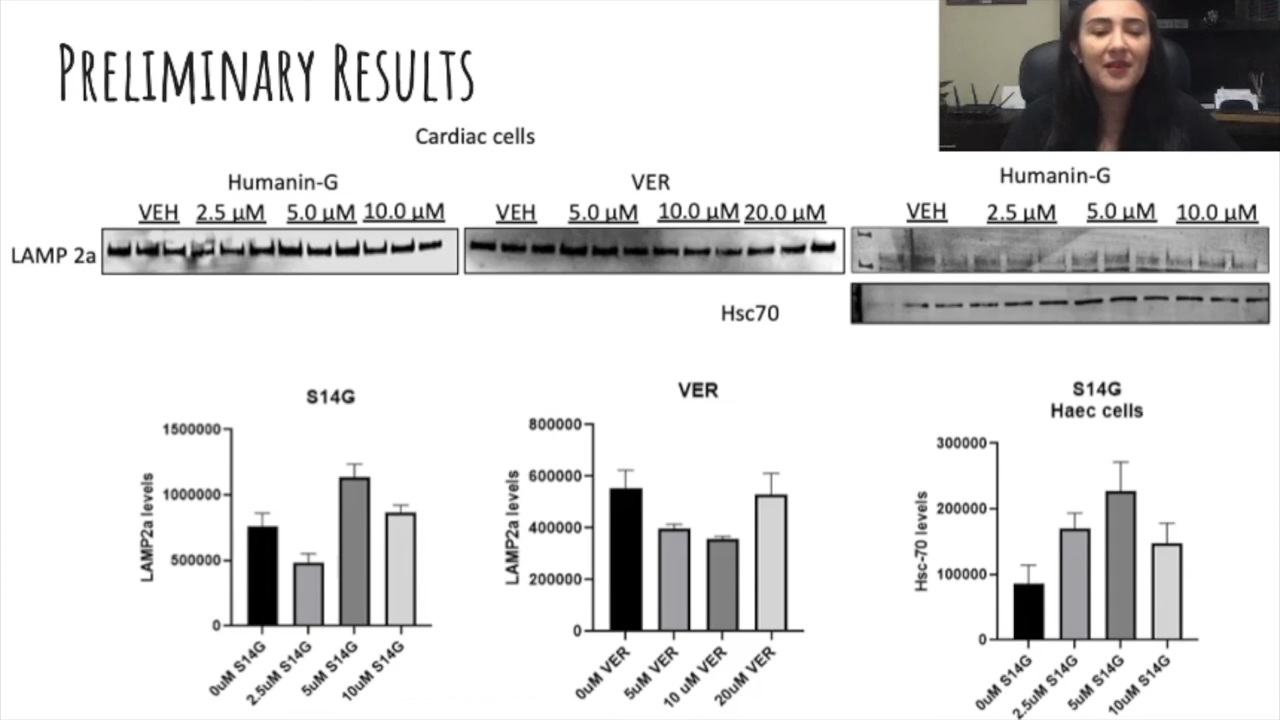 PRELIMINARY RESULTS
Cardiac cells
Humanin-G
VEH 2.5 µM 5.0 µM 10.0 µM
VER
VEH 5.0 µM 10.0 µM 20.0 µM
Humanin-G
VEH 2.5 µM 5.0 µM 10.0 µM
LAMP 2a
Hsc70
S14G
LAMP2a levels
1500000
1000000
500000
0
0uM S14G
2.5uM S14G
5uM S14G
10uM S14G
VER
LAMP2a levels
800000
600000
400000
200000
0
0uM VER
5uM VER
10 uM VER
20uM VER
S14G
Haec cells
Hsc-70 levels
300000
200000
100000
0
0uM S14G
2.5uM S14G
5uM S14G
10uM S14G